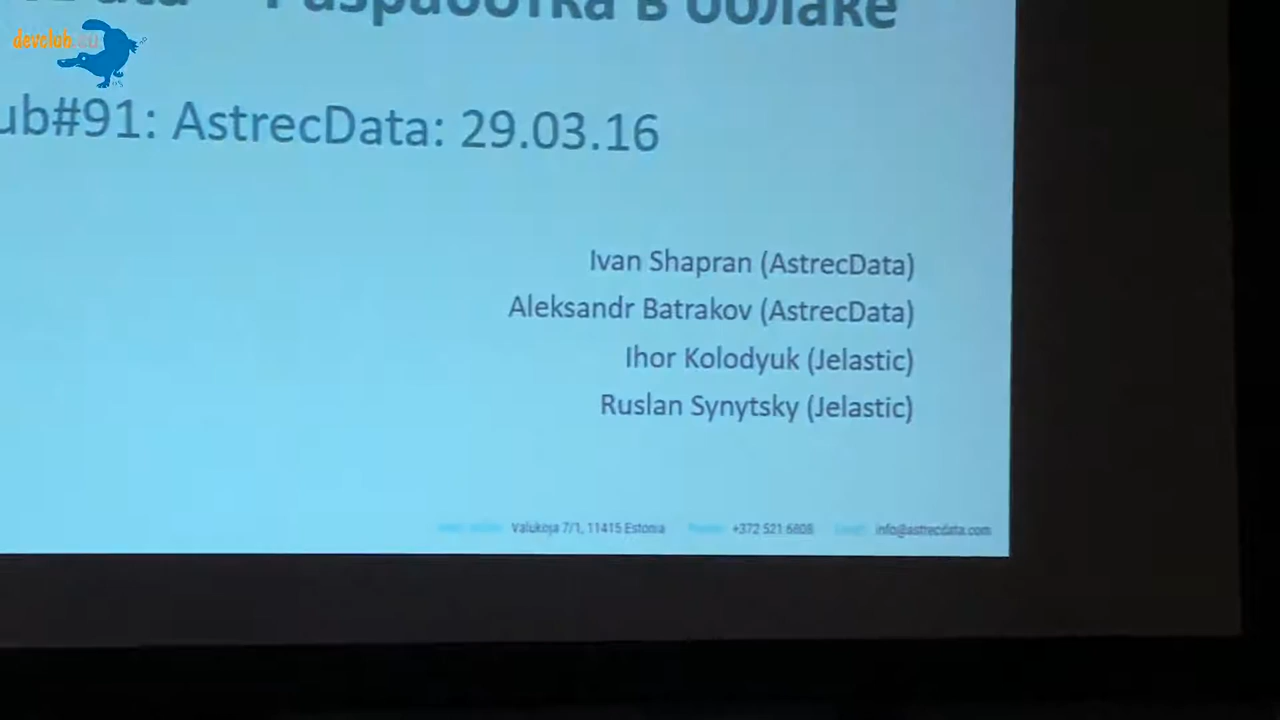 Разработка в облаке
develub.eu
ub#91: AstrecData: 29.03.16
Ivan Shapran (AstrecData)
Aleksandr Batrakov (AstrecData)
Ihor Kolodyuk (Jelastic)
Ruslan Synytsky (Jelastic)
Valukoja 7/1, 11415 Estonia +372 521 6808 info@astrecdata.com